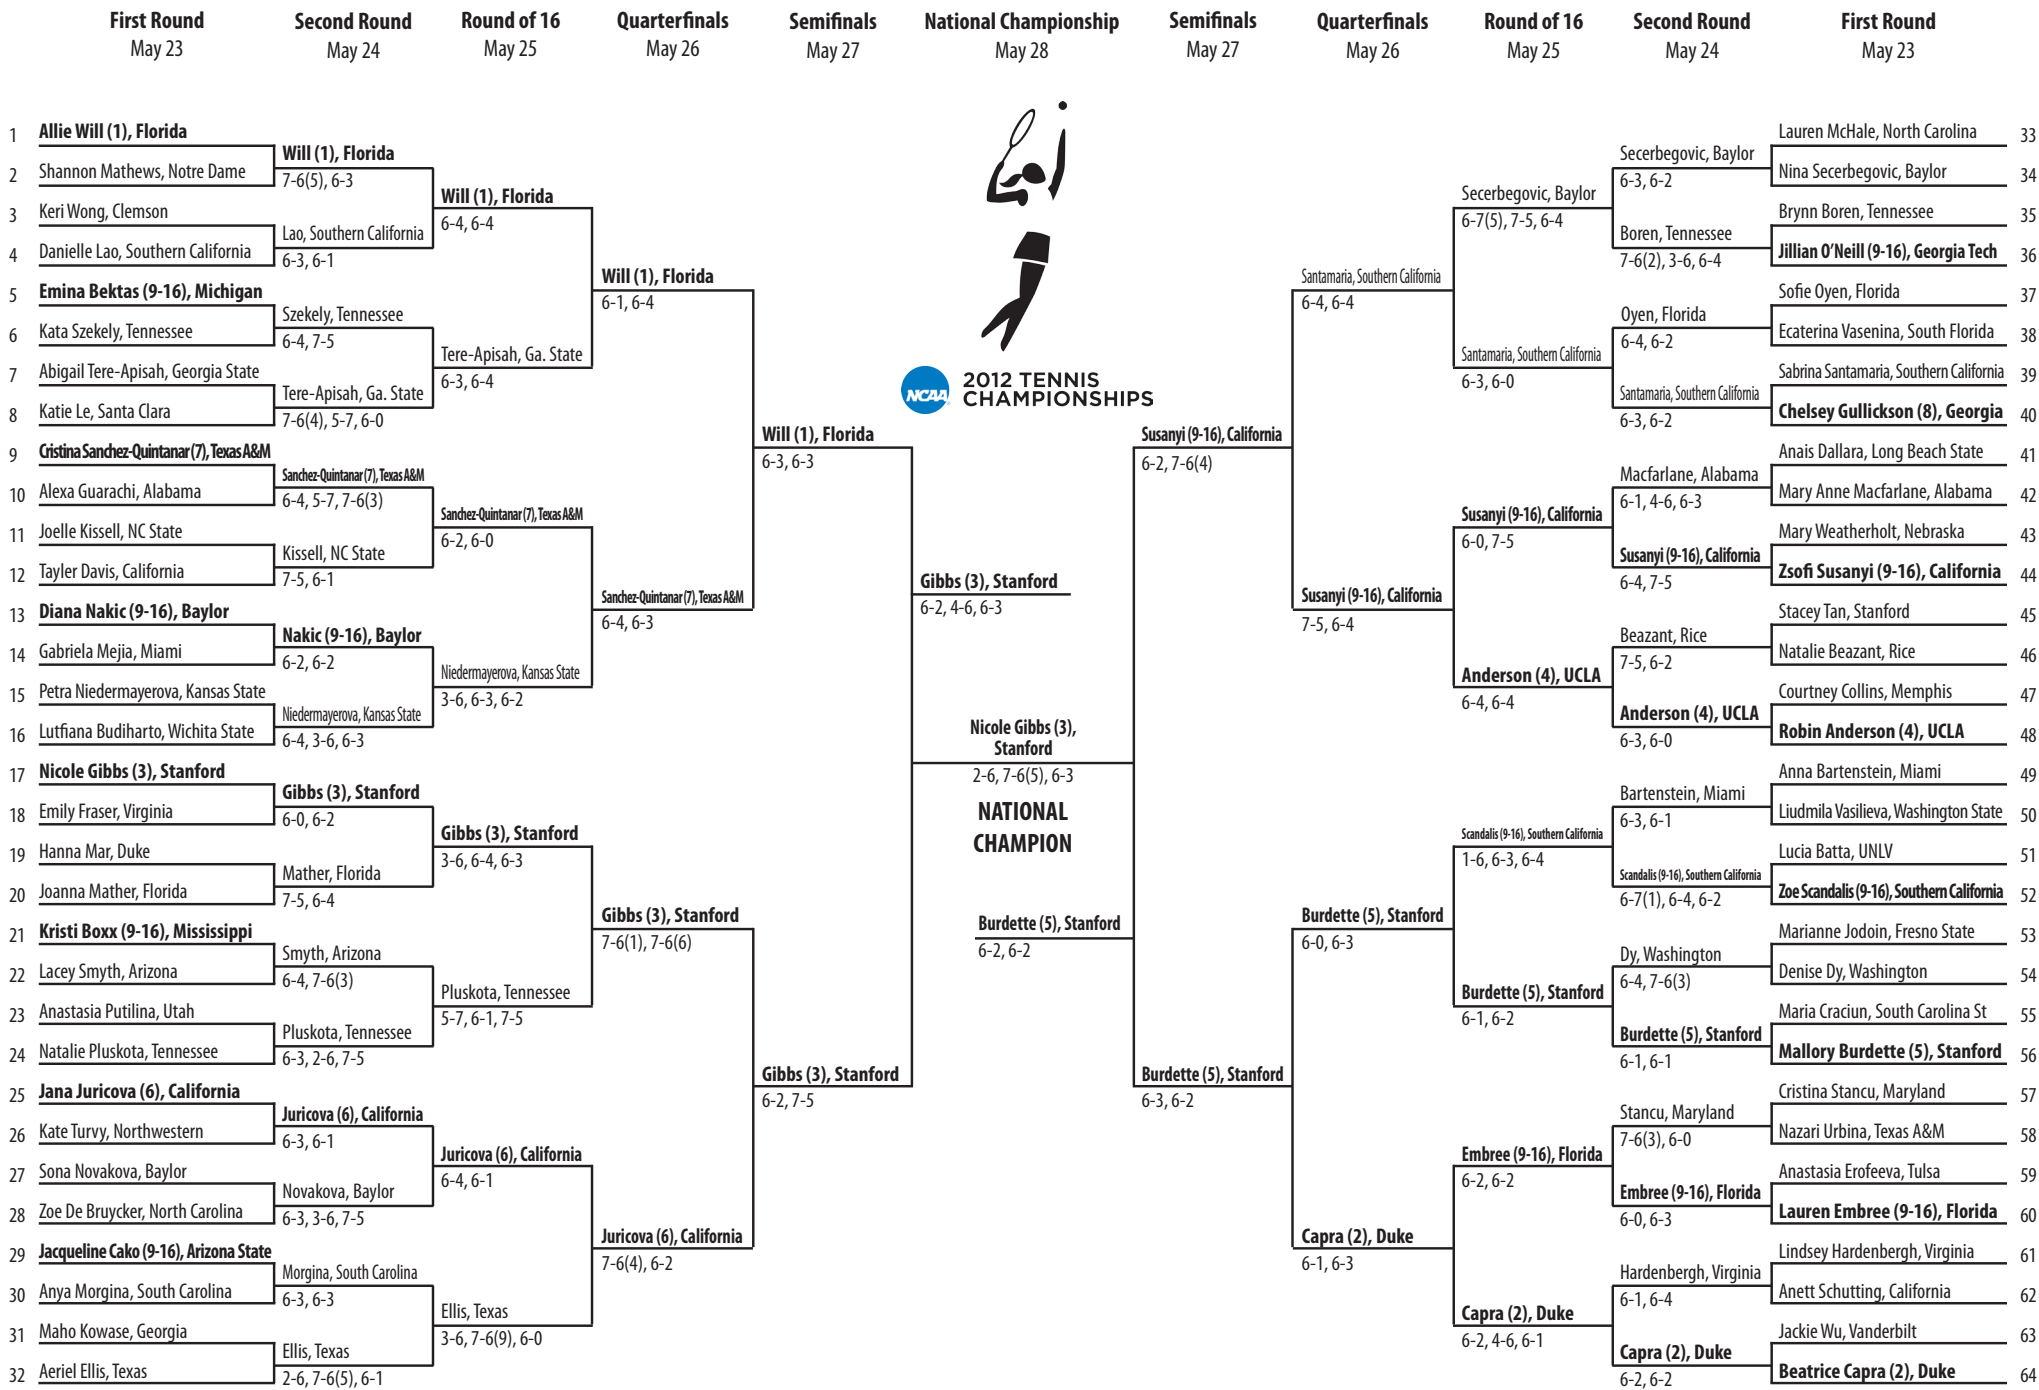 First Round
May 23
Second Round
May 24
Round of 16
May 25
Quarterfinals
May 26
Semifinals
May 27
National Championship
May 28
Semifinals
May 27
Quarterfinals
May 26
Round of 16
May 25
Second Round
May 24
First Round
May 23
1 Allie Will (1), Florida
2 Shannon Mathews, Notre Dame
3 Keri Wong, Clemson
4 Danielle Lao, Southern California
5 Emina Bektas (9-16), Michigan
6 Kata Szekely, Tennessee
7 Abigail Tere-Apisah, Georgia State
8 Katie Le, Santa Clara
9 Cristina Sanchez-Quintanar (7), Texas A&M
10 Alexa Guarachi, Alabama
11 Joelle Kissell, NC State
12 Tayler Davis, California
13 Diana Nakic (9-16), Baylor
14 Gabriela Mejia, Miami
15 Petra Niedermayerova, Kansas State
16 Lutfiana Budiharto, Wichita State
17 Nicole Gibbs (3), Stanford
18 Emily Fraser, Virginia
19 Hanna Mar, Duke
20 Joanna Mather, Florida
21 Kristi Boxx (9-16), Mississippi
22 Lacey Smyth, Arizona
23 Anastasia Putilina, Utah
24 Natalie Pluskota, Tennessee
25 Jana Juricova (6), California
26 Kate Turvy, Northwestern
27 Sona Novakova, Baylor
28 Zoe De Bruycker, North Carolina
29 Jacqueline Cako (9-16), Arizona State
30 Anya Morgina, South Carolina
31 Maho Kowase, Georgia
32 Aeriel Ellis, Texas
Will (1), Florida
7-6(5), 6-3
Lao, Southern California
6-3, 6-1
Szekely, Tennessee
6-4, 7-5
Tere-Apisah, Ga. State
7-6(4), 5-7, 6-0
Sanchez-Quintanar (7), Texas A&M
6-4, 5-7, 7-6(3)
Kissell, NC State
7-5, 6-1
Nakic (9-16), Baylor
6-2, 6-2
Niedermayerova, Kansas State
6-4, 3-6, 6-3
Gibbs (3), Stanford
6-0, 6-2
Mather, Florida
7-5, 6-4
Smyth, Arizona
6-4, 7-6(3)
Pluskota, Tennessee
6-3, 2-6, 7-5
Juricova (6), California
6-3, 6-1
Novakova, Baylor
6-3, 3-6, 7-5
Morgina, South Carolina
6-3, 6-3
Ellis, Texas
2-6, 7-6(5), 6-1
Will (1), Florida
6-4, 6-4
Tere-Apisah, Ga. State
6-3, 6-4
Sanchez-Quintanar (7), Texas A&M
6-2, 6-0
Niedermayerova, Kansas State
3-6, 6-3, 6-2
Gibbs (3), Stanford
3-6, 6-4, 6-3
Pluskota, Tennessee
5-7, 6-1, 7-5
Juricova (6), California
6-4, 6-1
Ellis, Texas
3-6, 7-6(9), 6-0
Will (1), Florida
6-1, 6-4
Sanchez-Quintanar (7), Texas A&M
6-4, 6-3
Gibbs (3), Stanford
7-6(1), 7-6(6)
Juricova (6), California
7-6(4), 6-2
Will (1), Florida
6-3, 6-3
Gibbs (3), Stanford
6-2, 7-5
NCAA
2012 TENNIS
CHAMPIONSHIPS
Gibbs (3), Stanford
6-2, 4-6, 6-3
Nicole Gibbs (3),
Stanford
2-6, 7-6(5), 6-3
NATIONAL
CHAMPION
Burdette (5), Stanford
6-2, 6-2
Susanyi (9-16), California
6-2, 7-6(4)
Burdette (5), Stanford
6-3, 6-2
Santamaria, Southern California
6-4, 6-4
Susanyi (9-16), California
7-5, 6-4
Burdette (5), Stanford
6-0, 6-3
Capra (2), Duke
6-1, 6-3
Secerbegovic, Baylor
6-7(5), 7-5, 6-4
Santamaria, Southern California
6-3, 6-0
Susanyi (9-16), California
6-0, 7-5
Anderson (4), UCLA
6-4, 6-4
Scandalis (9-16), Southern California
1-6, 6-3, 6-4
Burdette (5), Stanford
6-1, 6-2
Embree (9-16), Florida
6-2, 6-2
Capra (2), Duke
6-2, 4-6, 6-1
Secerbegovic, Baylor
6-3, 6-2
Boren, Tennessee
7-6(2), 3-6, 6-4
Oyen, Florida
6-4, 6-2
Santamaria, Southern California
6-3, 6-2
Macfarlane, Alabama
6-1, 4-6, 6-3
Susanyi (9-16), California
6-4, 7-5
Beazant, Rice
7-5, 6-2
Anderson (4), UCLA
6-3, 6-0
Bartenstein, Miami
6-3, 6-1
Scandalis (9-16), Southern California
6-7(1), 6-4, 6-2
Dy, Washington
6-4, 7-6(3)
Burdette (5), Stanford
6-1, 6-1
Stancu, Maryland
7-6(3), 6-0
Embree (9-16), Florida
6-0, 6-3
Hardenbergh, Virginia
6-1, 6-4
Capra (2), Duke
6-2, 6-2
Lauren McHale, North Carolina 33
Nina Secerbegovic, Baylor 34
Brynn Boren, Tennessee 35
Jillian O'Neill (9-16), Georgia Tech 36
Sofie Oyen, Florida 37
Ecaterina Vasenina, South Florida 38
Sabrina Santamaria, Southern California 39
Chelsey Gullickson (8), Georgia 40
Anais Dallara, Long Beach State 41
Mary Anne Macfarlane, Alabama 42
Mary Weatherholt, Nebraska 43
Zsofi Susanyi (9-16), California 44
Stacey Tan, Stanford 45
Natalie Beazant, Rice 46
Courtney Collins, Memphis 47
Robin Anderson (4), UCLA 48
Anna Bartenstein, Miami 49
Liudmila Vasilieva, Washington State 50
Lucia Batta, UNLV 51
Zoe Scandalis (9-16), Southern California 52
Marianne Jodoin, Fresno State 53
Denise Dy, Washington 54
Maria Craciun, South Carolina St 55
Mallory Burdette (5), Stanford 56
Cristina Stancu, Maryland 57
Nazari Urbina, Texas A&M 58
Anastasia Erofeeva, Tulsa 59
Lauren Embree (9-16), Florida 60
Lindsey Hardenbergh, Virginia 61
Anett Schutting, California 62
Jackie Wu, Vanderbilt 63
Beatrice Capra (2), Duke 64